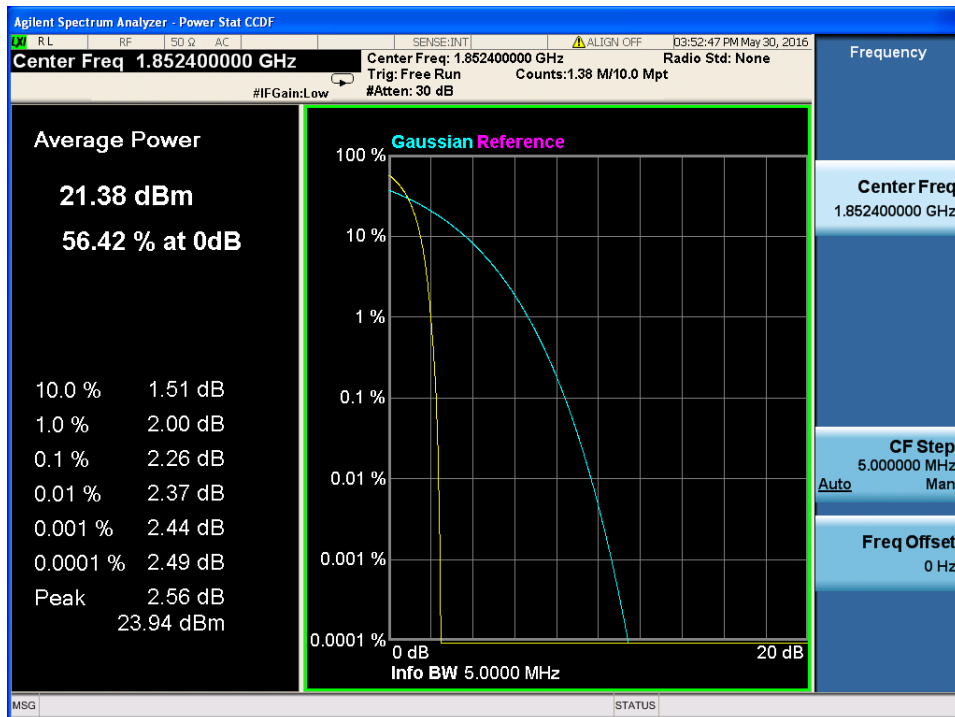 Agilent Spectrum Analyzer - Power Stat CCDF
LXI RL RF 50 Ω AC SENSE:INT ALIGN OFF 03:52:47 PM May 30, 2016
Center Freq 1.852400000 GHz
Center Freq: 1.852400000 GHz Radio Std: None
Trig: Free Run Counts:1.38 M/10.0 Mpt
#IFGain:Low #Atten: 30 dB
Frequency
Average Power
21.38 dBm
56.42 % at 0dB
10.0 % 1.51 dB
1.0 % 2.00 dB
0.1 % 2.26 dB
0.01 % 2.37 dB
0.001 % 2.44 dB
0.0001 % 2.49 dB
Peak 2.56 dB
23.94 dBm
Gaussian Reference
100 %
10 %
1 %
0.1 %
0.01 %
0.001 %
0.0001 %
0 dB 20 dB
Info BW 5.0000 MHz
Center Freq
1.852400000 GHz
CF Step
5.000000 MHz
Auto Man
Freq Offset
0 Hz
MSG STATUS